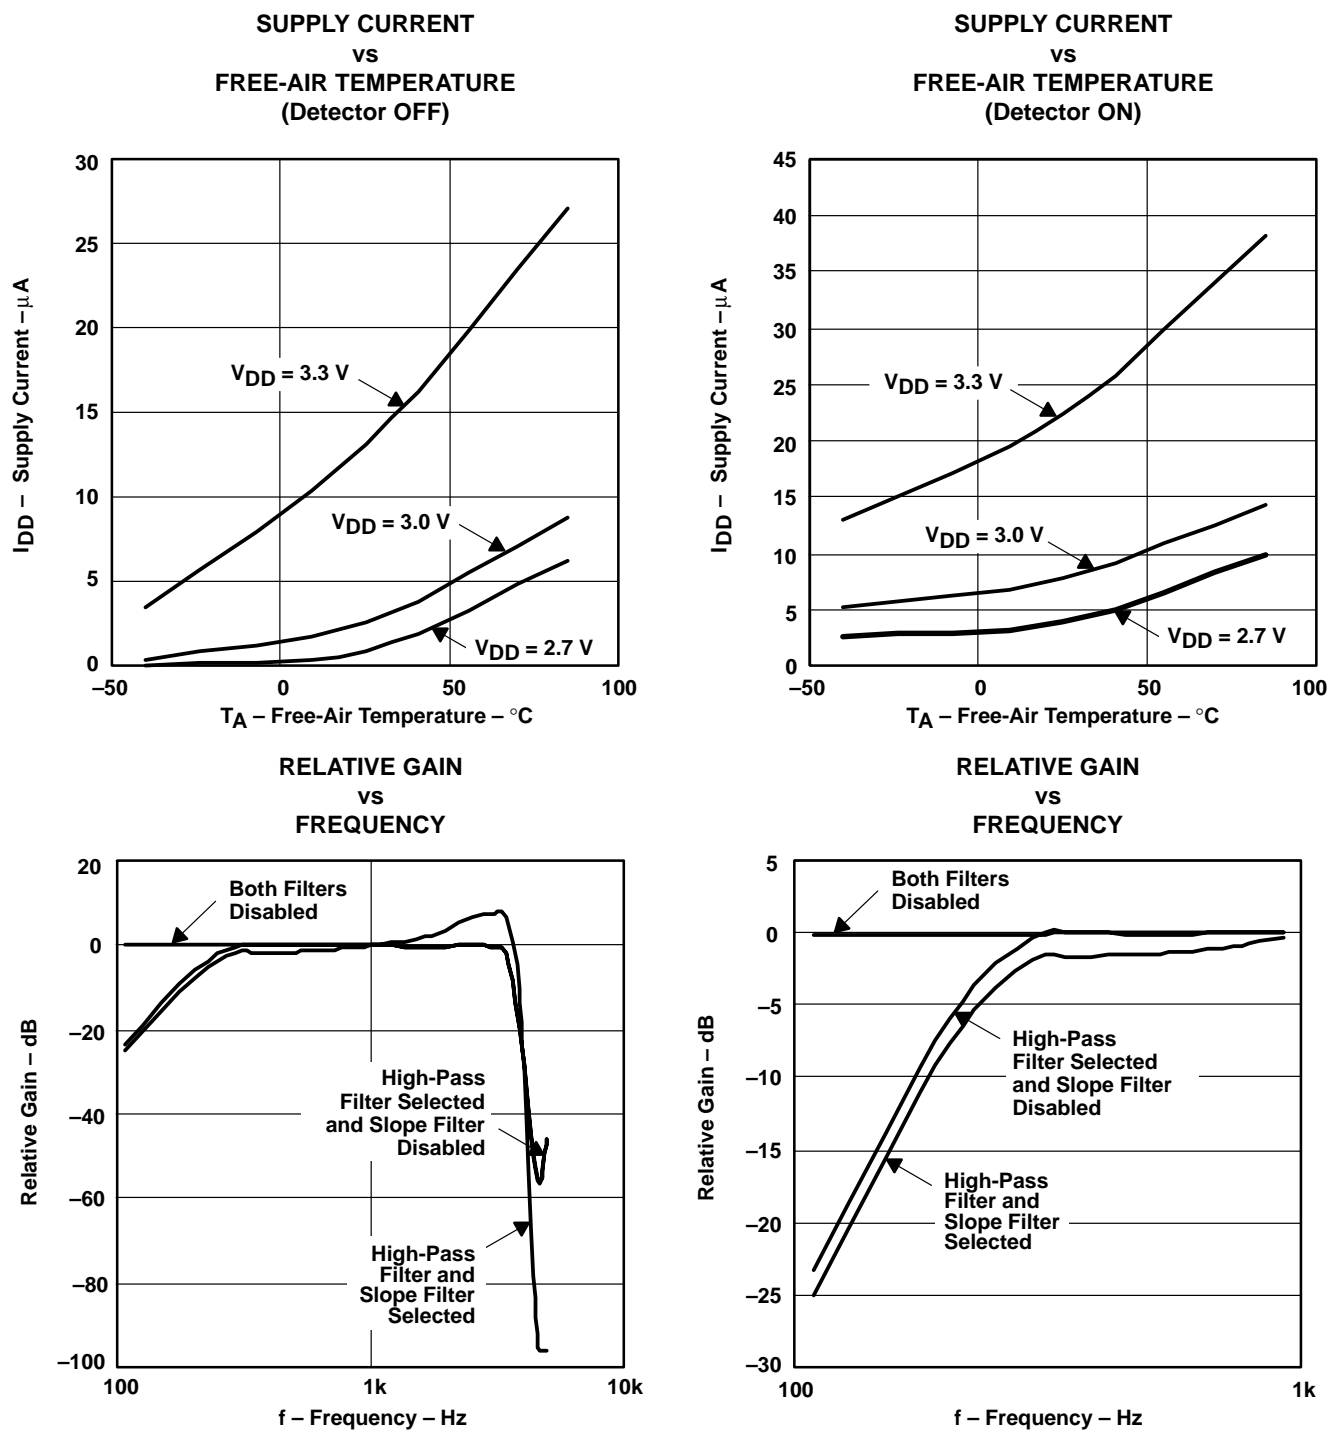 SUPPLY CURRENT
vs
FREE-AIR TEMPERATURE
(Detector OFF)
30
25
20
15
10
5
0
–50
0
50
100
IDD – Supply Current –μA
VDD = 3.3 V
VDD = 3.0 V
VDD = 2.7 V
TA – Free-Air Temperature – °C
SUPPLY CURRENT
vs
FREE-AIR TEMPERATURE
(Detector ON)
45
40
35
30
25
20
15
10
5
0
–50
0
50
100
IDD – Supply Current –μA
VDD = 3.3 V
VDD = 3.0 V
VDD = 2.7 V
TA – Free-Air Temperature – °C
RELATIVE GAIN
vs
FREQUENCY
20
0
–20
–40
–60
–80
–100
100
1k
10k
Relative Gain – dB
Both Filters
Disabled
High-Pass
Filter Selected
and Slope Filter
Disabled
High-Pass
Filter and
Slope Filter
Selected
f – Frequency – Hz
RELATIVE GAIN
vs
FREQUENCY
5
0
–5
–10
–15
–20
–25
–30
100
1k
Relative Gain – dB
Both Filters
Disabled
High-Pass
Filter Selected
and Slope Filter
Disabled
High-Pass
Filter and
Slope Filter
Selected
f – Frequency – Hz